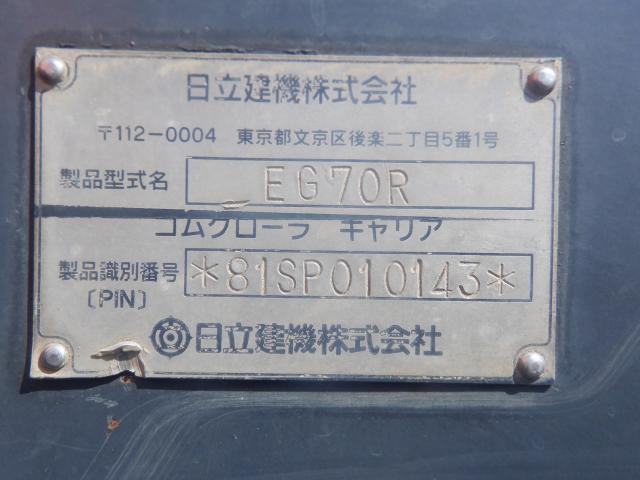 日立建機株式会社
〒112-0004 東京都文京区後楽二丁目5番1号
製品型式名 EG70R
ゴムクローラ キャリア
製品識別番号 *81SP010143*
〔PIN〕
日立建機株式会社